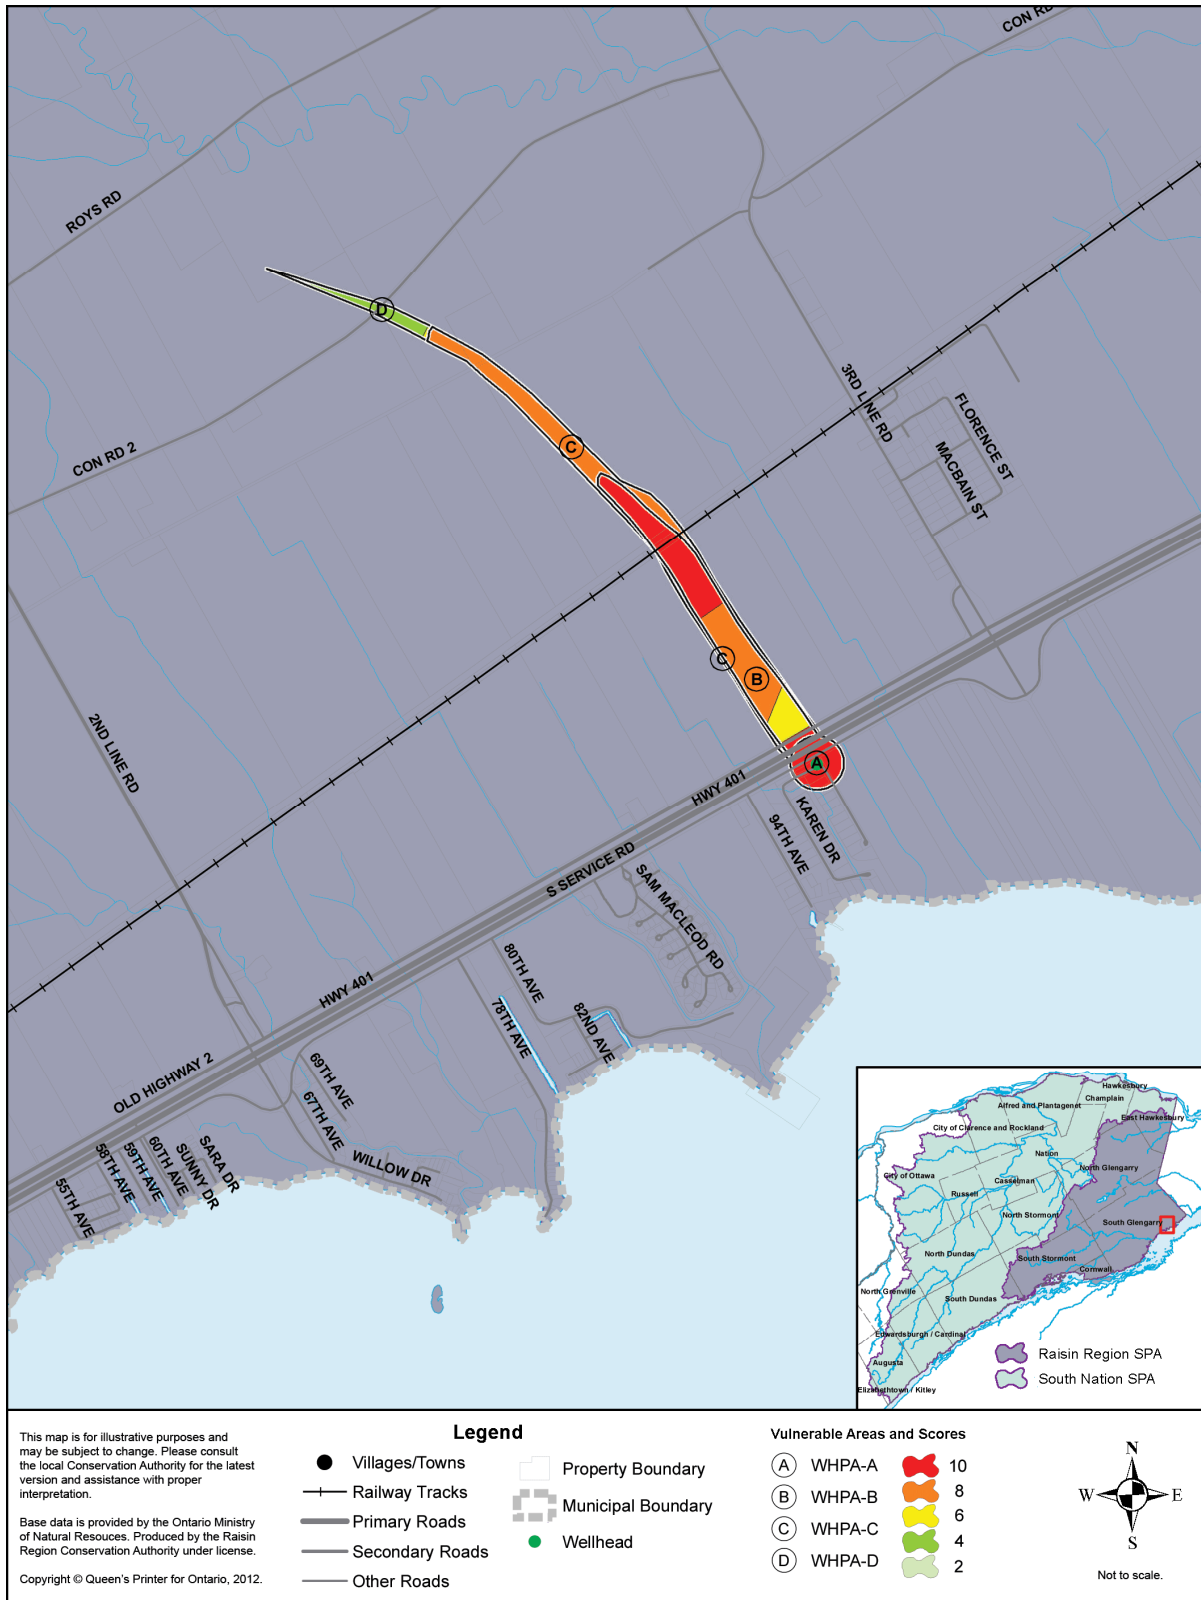 CON RD
ROYS RD
D
3RD LINE RD
FLORENCE ST
MACBAIN ST
CON RD 2
C
C
B
2ND LINE RD
A
HWY 401
KAREN DR
94TH AVE
S SERVICE RD
SAM MACLEOD RD
80TH AVE
HWY 401
78TH AVE
82ND AVE
OLD HIGHWAY 2
69TH AVE
67TH AVE
WILLOW DR
SARA DR
SUNNY DR
60TH AVE
59TH AVE
58TH AVE
55TH AVE
Hawkesbury
Champlain
Alfred and Plantagenet
East Hawkesbury
City of Clarence and Rockland
Nation
North Glengarry
City of Ottawa
Casselman
Russell
North Stormont
South Glengarry
North Dundas
South Stormont
Cornwall
North Grenville
South Dundas
Edwardsburgh / Cardinal
Augusta
Elizabethtown / Kitley
Raisin Region SPA
South Nation SPA
This map is for illustrative purposes and
may be subject to change. Please consult
the local Conservation Authority for the latest
version and assistance with proper
interpretation.
Base data is provided by the Ontario Ministry
of Natural Resouces. Produced by the Raisin
Region Conservation Authority under license.
Copyright © Queen's Printer for Ontario, 2012.
Legend
Villages/Towns
Railway Tracks
Primary Roads
Secondary Roads
Other Roads
Property Boundary
Municipal Boundary
Wellhead
Vulnerable Areas and Scores
A WHPA-A 10
B WHPA-B 8
C WHPA-C 6
D WHPA-D 4
2
N
W E
S
Not to scale.